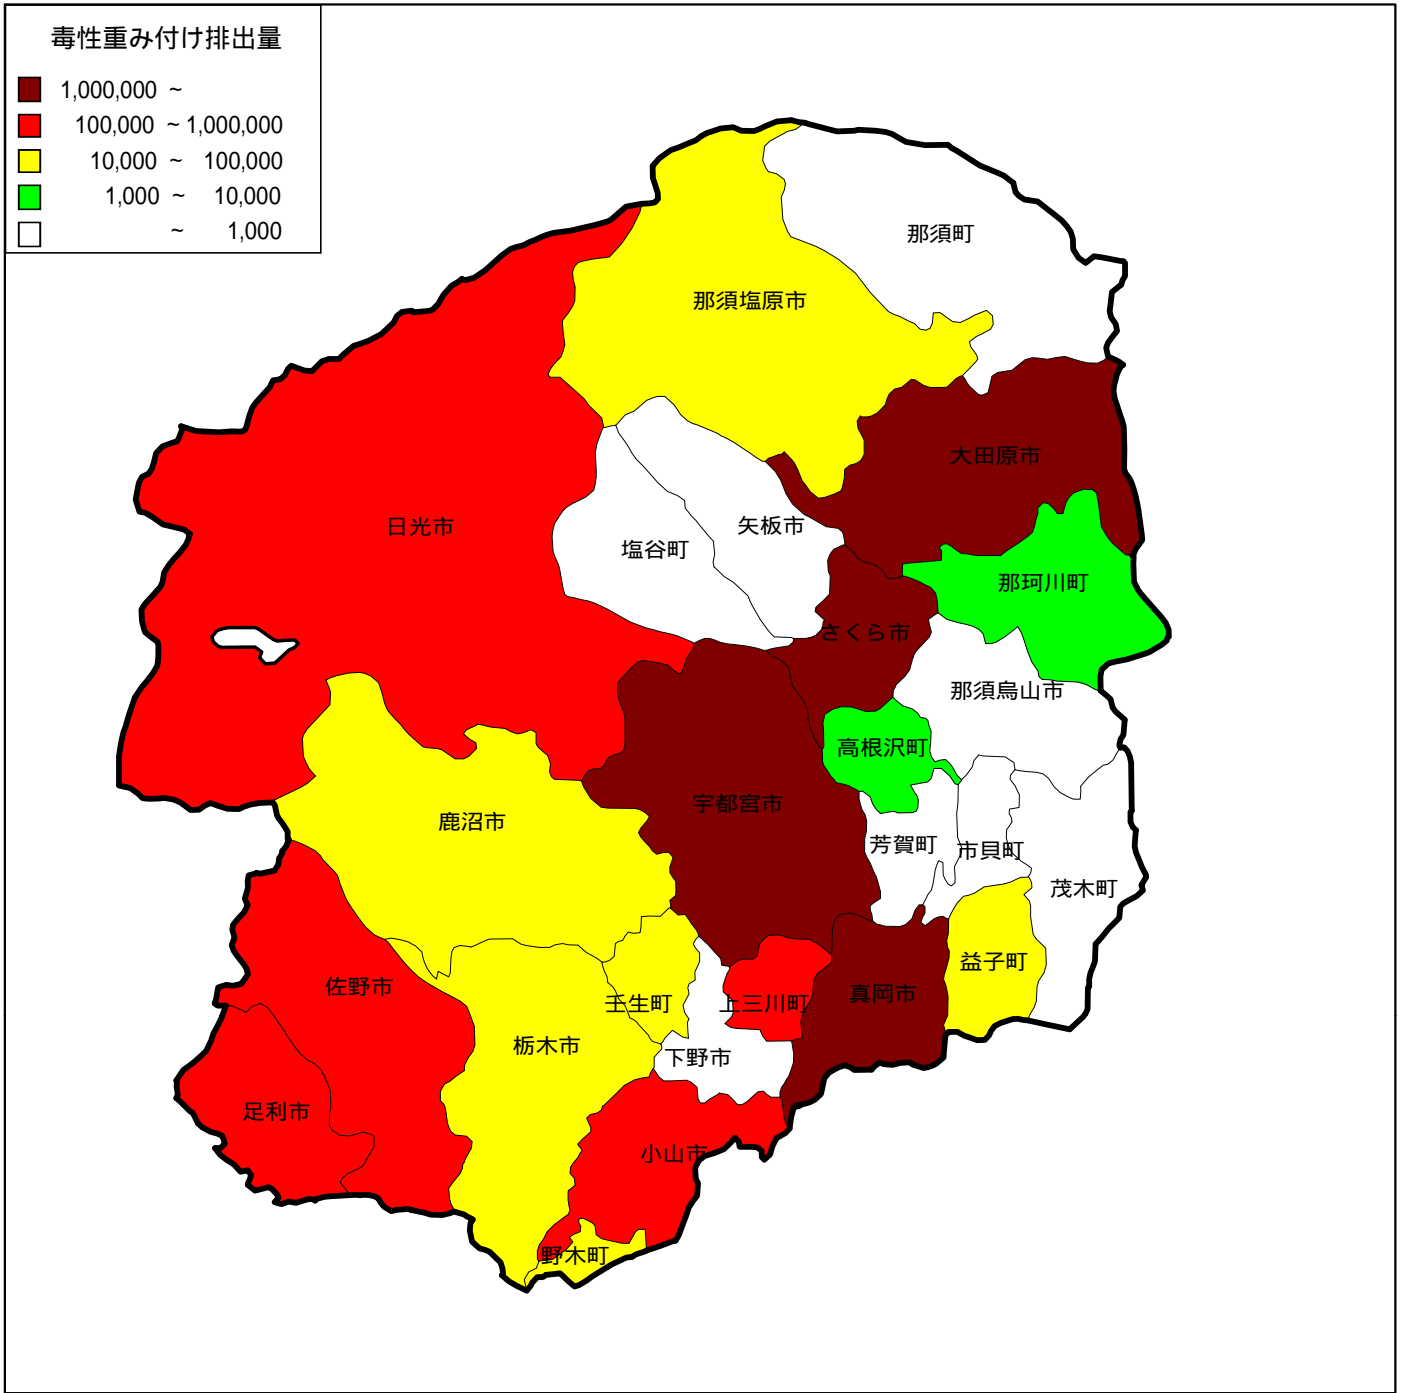 毒性重み付け排出量
1,000,000 ~
100,000 ~ 1,000,000
10,000 ~ 100,000
1,000 ~ 10,000
~ 1,000
那須町
那須塩原市
大田原市
日光市
矢板市
塩谷町
那珂川町
さくら市
那須烏山市
高根沢町
宇都宮市
鹿沼市
芳賀町
市貝町
茂木町
益子町
佐野市
真岡市
壬生町
上三川町
栃木市
下野市
足利市
小山市
野木町